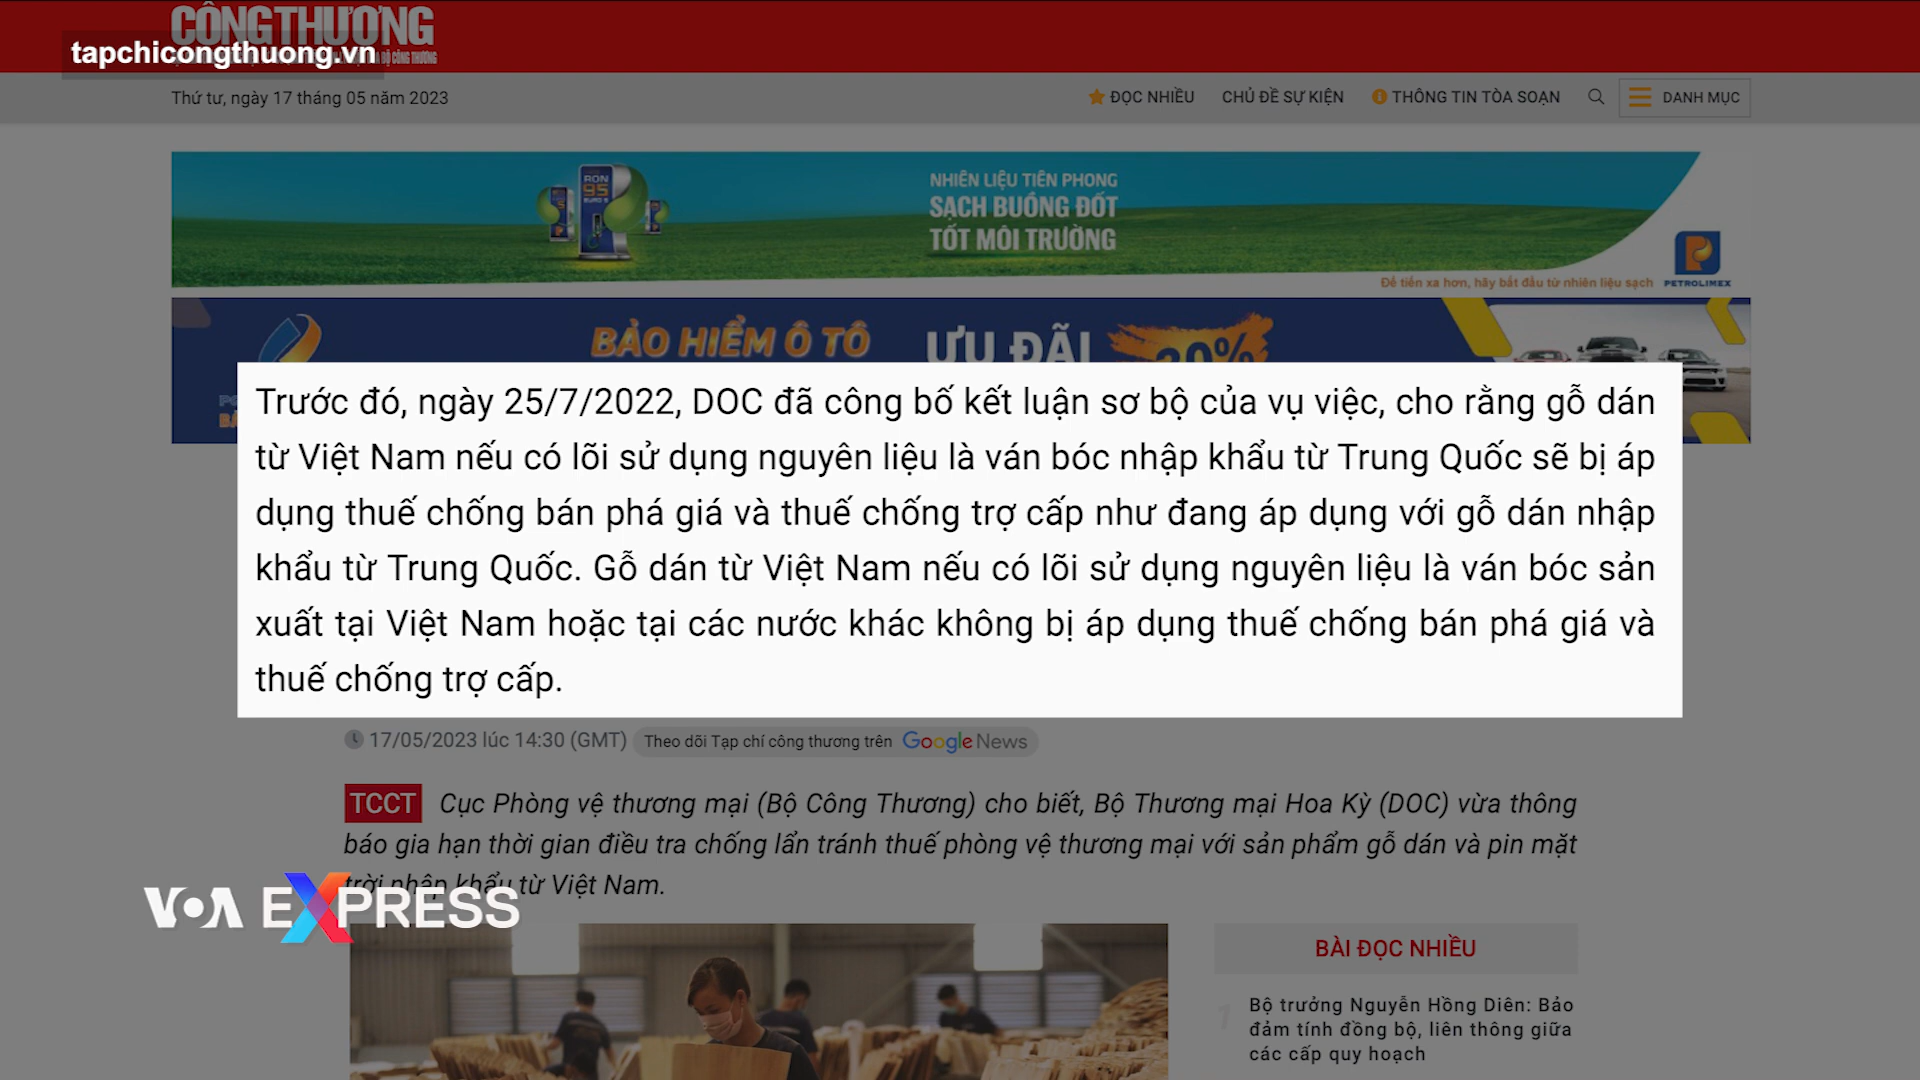 CÔNG THƯƠNG
tapchicongthuong.vn
Thứ tư, ngày 17 tháng 05 năm 2023
ĐỌC NHIỀU
CHỦ ĐỀ SỰ KIỆN
THÔNG TIN TÒA SOẠN
DANH MỤC
RON
95
NHIÊN LIỆU TIÊN PHONG
SẠCH BUỒNG ĐỐT
TỐT MÔI TRƯỜNG
Để tiến xa hơn, hãy bắt đầu từ nhiên liệu sạch
PETROLIMEX
BẢO HIỂM Ô TÔ
ƯU ĐÃI
Trước đó, ngày 25/7/2022, DOC đã công bố kết luận sơ bộ của vụ việc, cho rằng gỗ dán
từ Việt Nam nếu có lõi sử dụng nguyên liệu là ván bóc nhập khẩu từ Trung Quốc sẽ bị áp
dụng thuế chống bán phá giá và thuế chống trợ cấp như đang áp dụng với gỗ dán nhập
khẩu từ Trung Quốc. Gỗ dán từ Việt Nam nếu có lõi sử dụng nguyên liệu là ván bóc sản
xuất tại Việt Nam hoặc tại các nước khác không bị áp dụng thuế chống bán phá giá và
thuế chống trợ cấp.
17/05/2023 lúc 14:30 (GMT)
Theo dõi Tạp chí công thương trên Google News
TCCT Cục Phòng vệ thương mại (Bộ Công Thương) cho biết, Bộ Thương mại Hoa Kỳ (DOC) vừa thông
báo gia hạn thời gian điều tra chống lẩn tránh thuế phòng vệ thương mại với sản phẩm gỗ dán và pin mặt
trời nhập khẩu từ Việt Nam.
VOA EXPRESS
BÀI ĐỌC NHIỀU
1
Bộ trưởng Nguyễn Hồng Diên: Bảo
đảm tính đồng bộ, liên thông giữa
các cấp quy hoạch